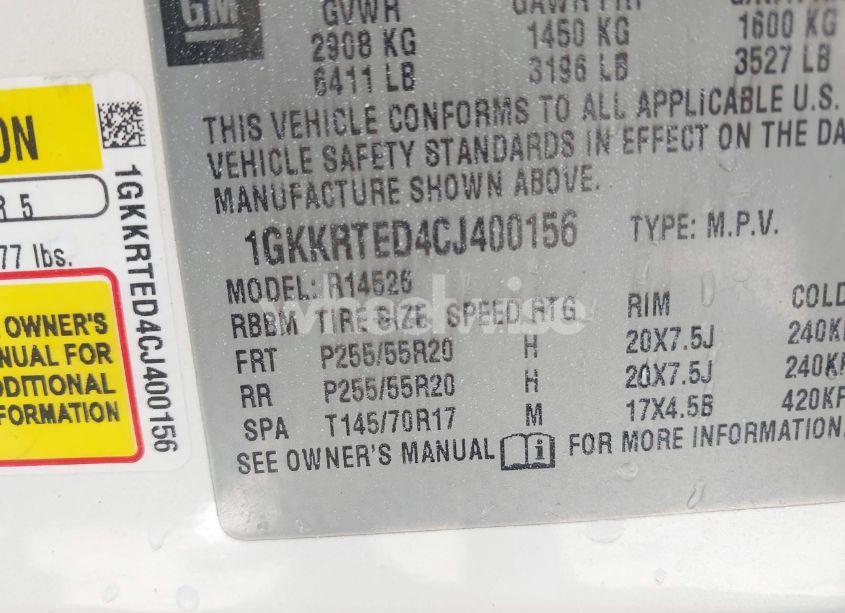 GM
GVWR
2908 KG 1450 KG 1600 KG
6411 LB 3196 LB 3527 LB
THIS VEHICLE CONFORMS TO ALL APPLICABLE U.S.
VEHICLE SAFETY STANDARDS IN EFFECT ON THE DA
MANUFACTURE SHOWN ABOVE.
1GKKRTED4CJ400156 TYPE: M.P.V.
MODEL: R14526
RBBM TIRE SIZE SPEED RTG RIM COLD
FRT P255/55R20 H 20X7.5J 240KP
RR P255/55R20 H 20X7.5J 240KP
SPA T145/70R17 M 17X4.5B 420KP
SEE OWNER'S MANUAL i FOR MORE INFORMATION.
ON
R 5
77 lbs.
OWNER'S
NUAL FOR
DDITIONAL
FORMATION
1GKKRTED4CJ400156
wheelwise